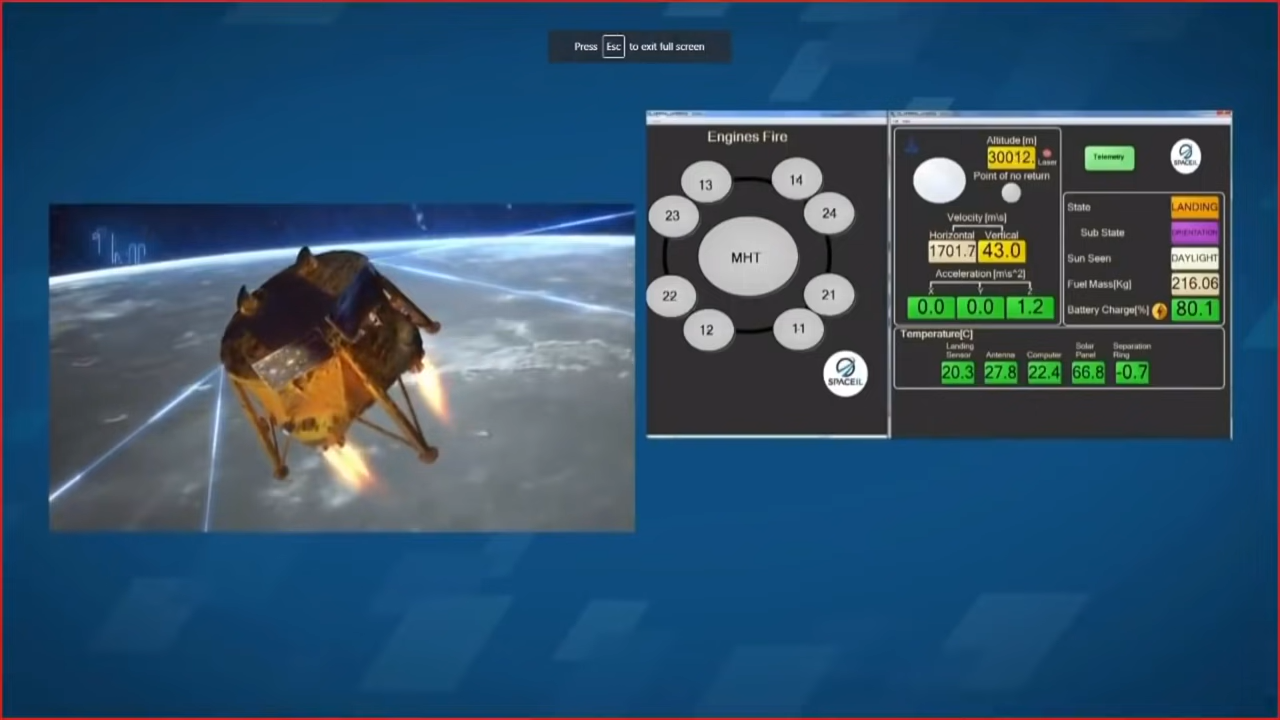 Press Esc to exit full screen
Engines Fire
13
14
23
24
MHT
22
21
12
11
SPACEIL
Altitude [m]
30012.
Laser
Point of no return
Velocity [m\s]
Horizontal Vertical
1701.7 43.0
Acceleration [m\s^2]
X Y Z
0.0 0.0 1.2
Telemetry
SPACEIL
State LANDING
Sub State ORIENTATION
Sun Seen DAYLIGHT
Fuel Mass[Kg] 216.06
Battery Charge[%] 80.1
Temperature[C]
Landing Sensor Antenna Computer Solar Panel Separation Ring
20.3 27.8 22.4 66.8 -0.7